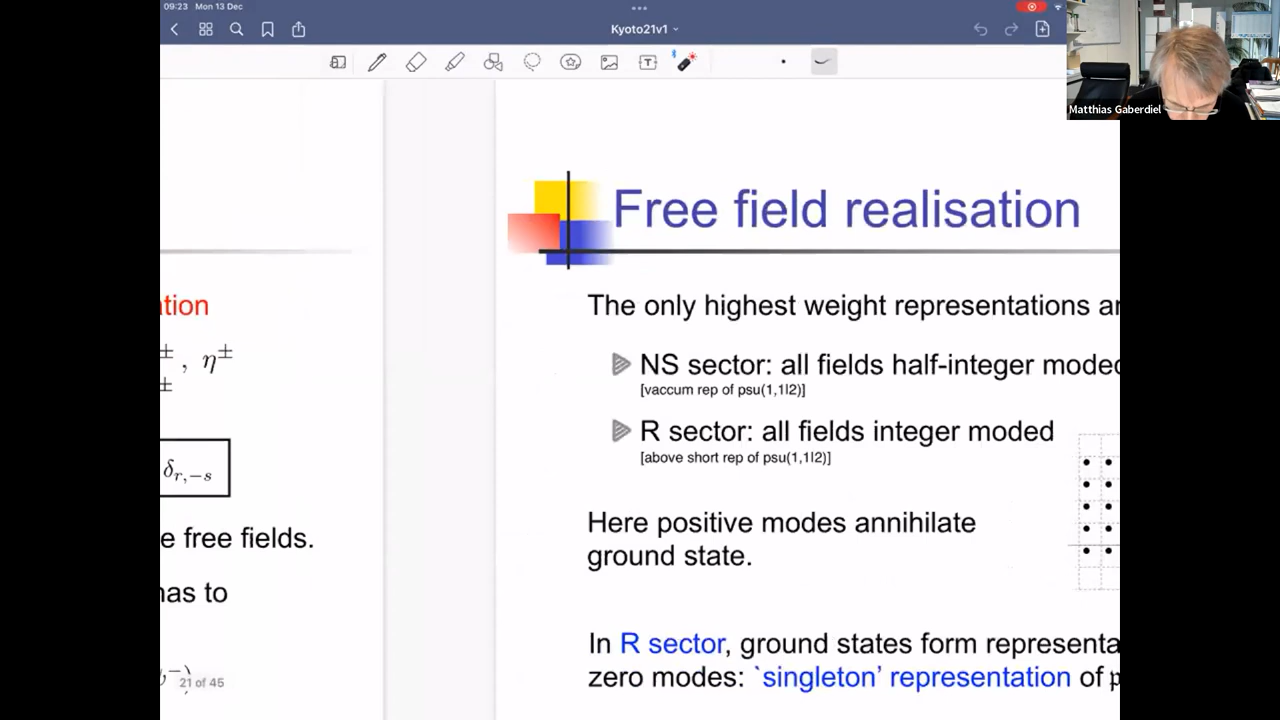 09:23 Mon 13 Dec
Kyoto21v1
Matthias Gaberdiel
tion
± , η±
±
δr,−s
e free fields.
has to
21 of 45
Free field realisation
The only highest weight representations
NS sector: all fields half-integer moded
[vaccum rep of psu(1,1|2)]
R sector: all fields integer moded
[above short rep of psu(1,1|2)]
Here positive modes annihilate
ground state.
In R sector, ground states form representa
zero modes: `singleton' representation of